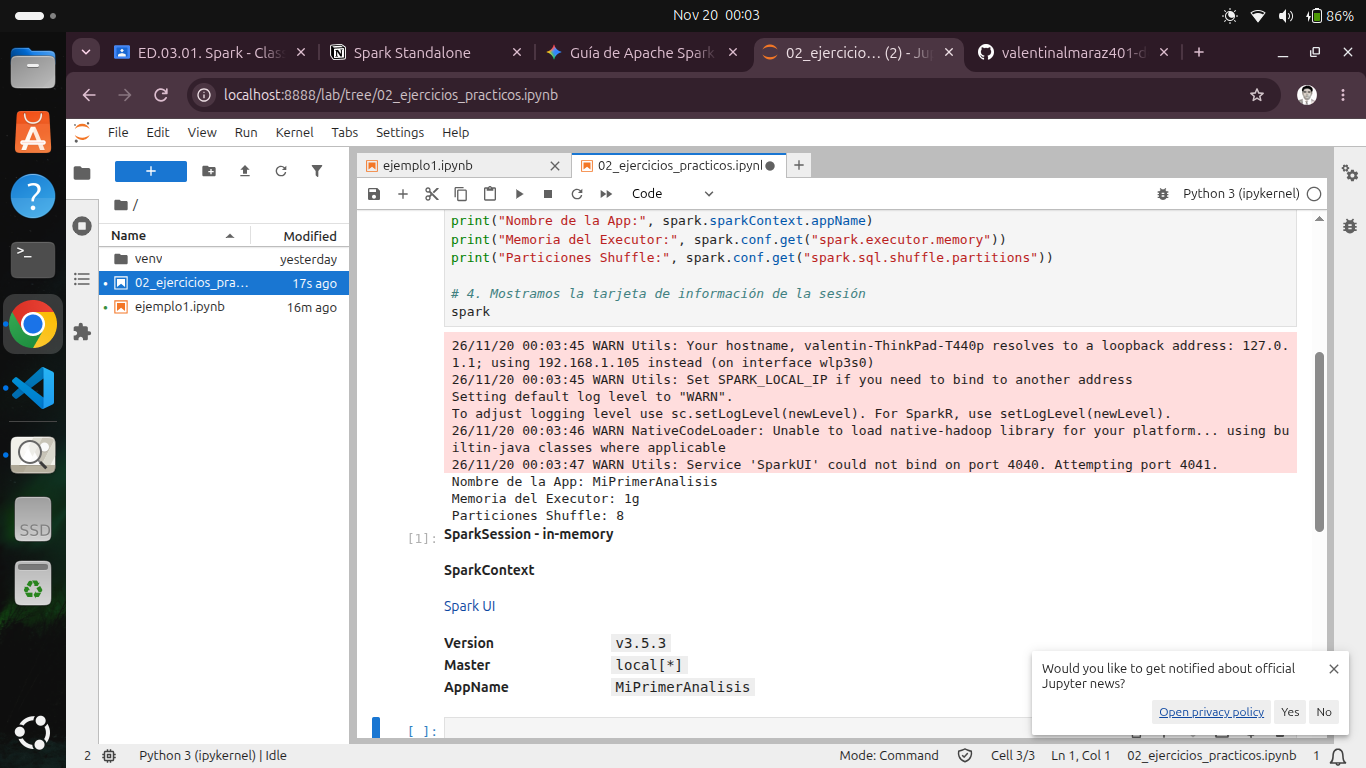 Nov 20 00:03
86%
ED.03.01. Spark - Clas
Spark Standalone
Guía de Apache Spark
02_ejercicio… (2) - Ju
valentinalmaraz401-d
localhost:8888/lab/tree/02_ejercicios_practicos.ipynb
File Edit View Run Kernel Tabs Settings Help
ejemplo1.ipynb
02_ejercicios_practicos.ipynl
Code
Python 3 (ipykernel)
/
Name Modified
venv yesterday
02_ejercicios_pra… 17s ago
ejemplo1.ipynb 16m ago
print("Nombre de la App:", spark.sparkContext.appName)
print("Memoria del Executor:", spark.conf.get("spark.executor.memory"))
print("Particiones Shuffle:", spark.conf.get("spark.sql.shuffle.partitions"))
# 4. Mostramos la tarjeta de información de la sesión
spark
26/11/20 00:03:45 WARN Utils: Your hostname, valentin-ThinkPad-T440p resolves to a loopback address: 127.0.
1.1; using 192.168.1.105 instead (on interface wlp3s0)
26/11/20 00:03:45 WARN Utils: Set SPARK_LOCAL_IP if you need to bind to another address
Setting default log level to "WARN".
To adjust logging level use sc.setLogLevel(newLevel). For SparkR, use setLogLevel(newLevel).
26/11/20 00:03:46 WARN NativeCodeLoader: Unable to load native-hadoop library for your platform... using bu
iltin-java classes where applicable
26/11/20 00:03:47 WARN Utils: Service 'SparkUI' could not bind on port 4040. Attempting port 4041.
Nombre de la App: MiPrimerAnalisis
Memoria del Executor: 1g
Particiones Shuffle: 8
[1]: SparkSession - in-memory
SparkContext
Spark UI
Version v3.5.3
Master local[*]
AppName MiPrimerAnalisis
[ ]:
Would you like to get notified about official
Jupyter news?
Open privacy policy Yes No
SSD
2 Python 3 (ipykernel) | Idle
Mode: Command Cell 3/3 Ln 1, Col 1 02_ejercicios_practicos.ipynb 1